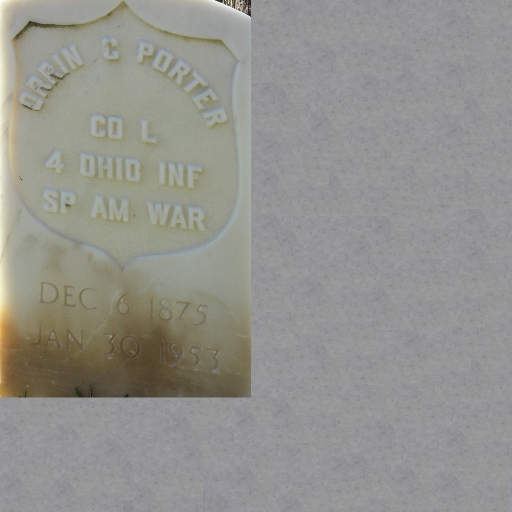 ORRIN C PORTER
CO L
4 OHIO INF
SP AM WAR
DEC 6 1875
JAN 30 1953